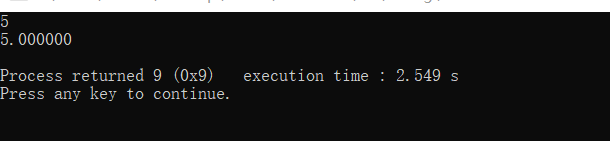 5
5.000000
Process returned 9 (0x9)   execution time : 2.549 s
Press any key to continue.